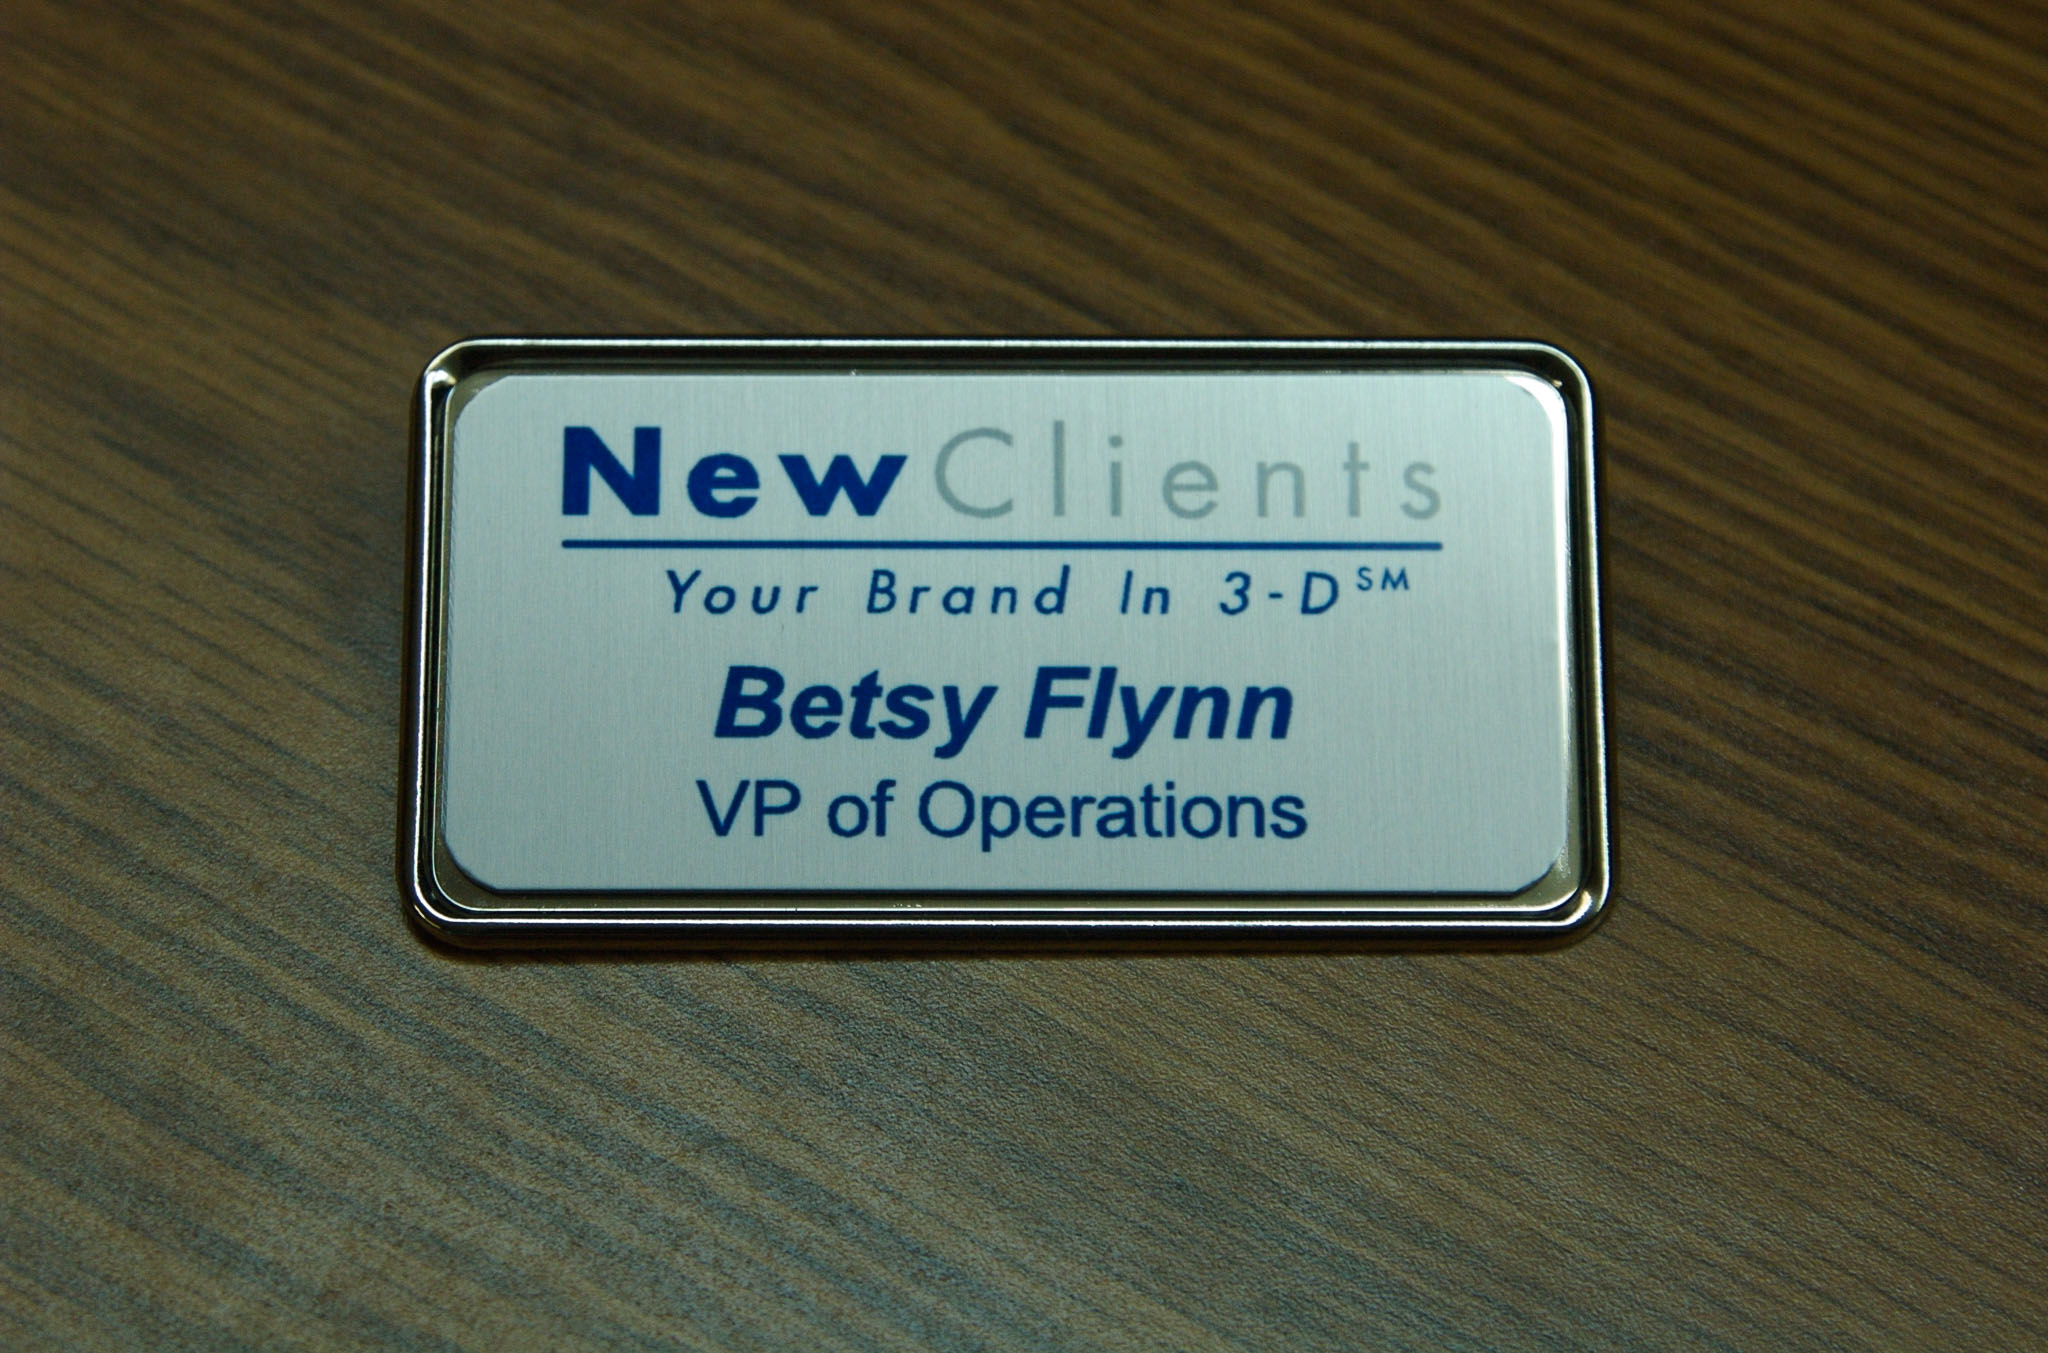 NewClients
Your Brand In 3-D℠
Betsy Flynn
VP of Operations